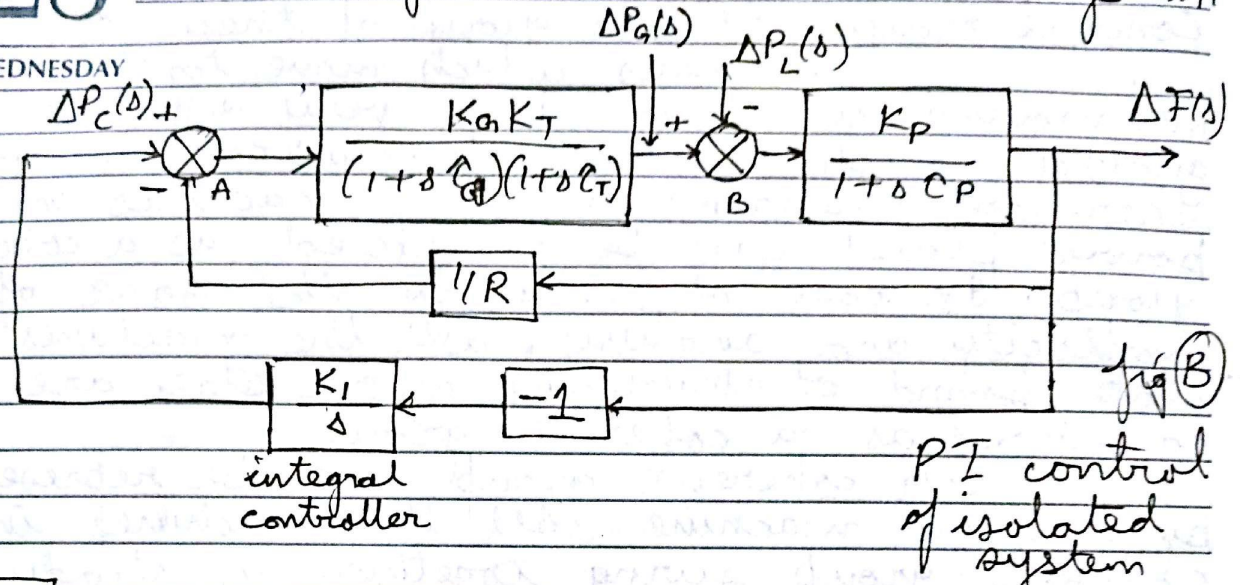 EDNESDAY
ΔP_G(s)
ΔP_L(s)
ΔP_C(s) +
-
A
K_G K_T
(1+sτ_G)(1+sτ_T)
+
-
B
K_P
1+sτ_P
ΔF(s)
1/R
K_I
s
-1
fig (B)
integral
controller
PI control
of isolated
system